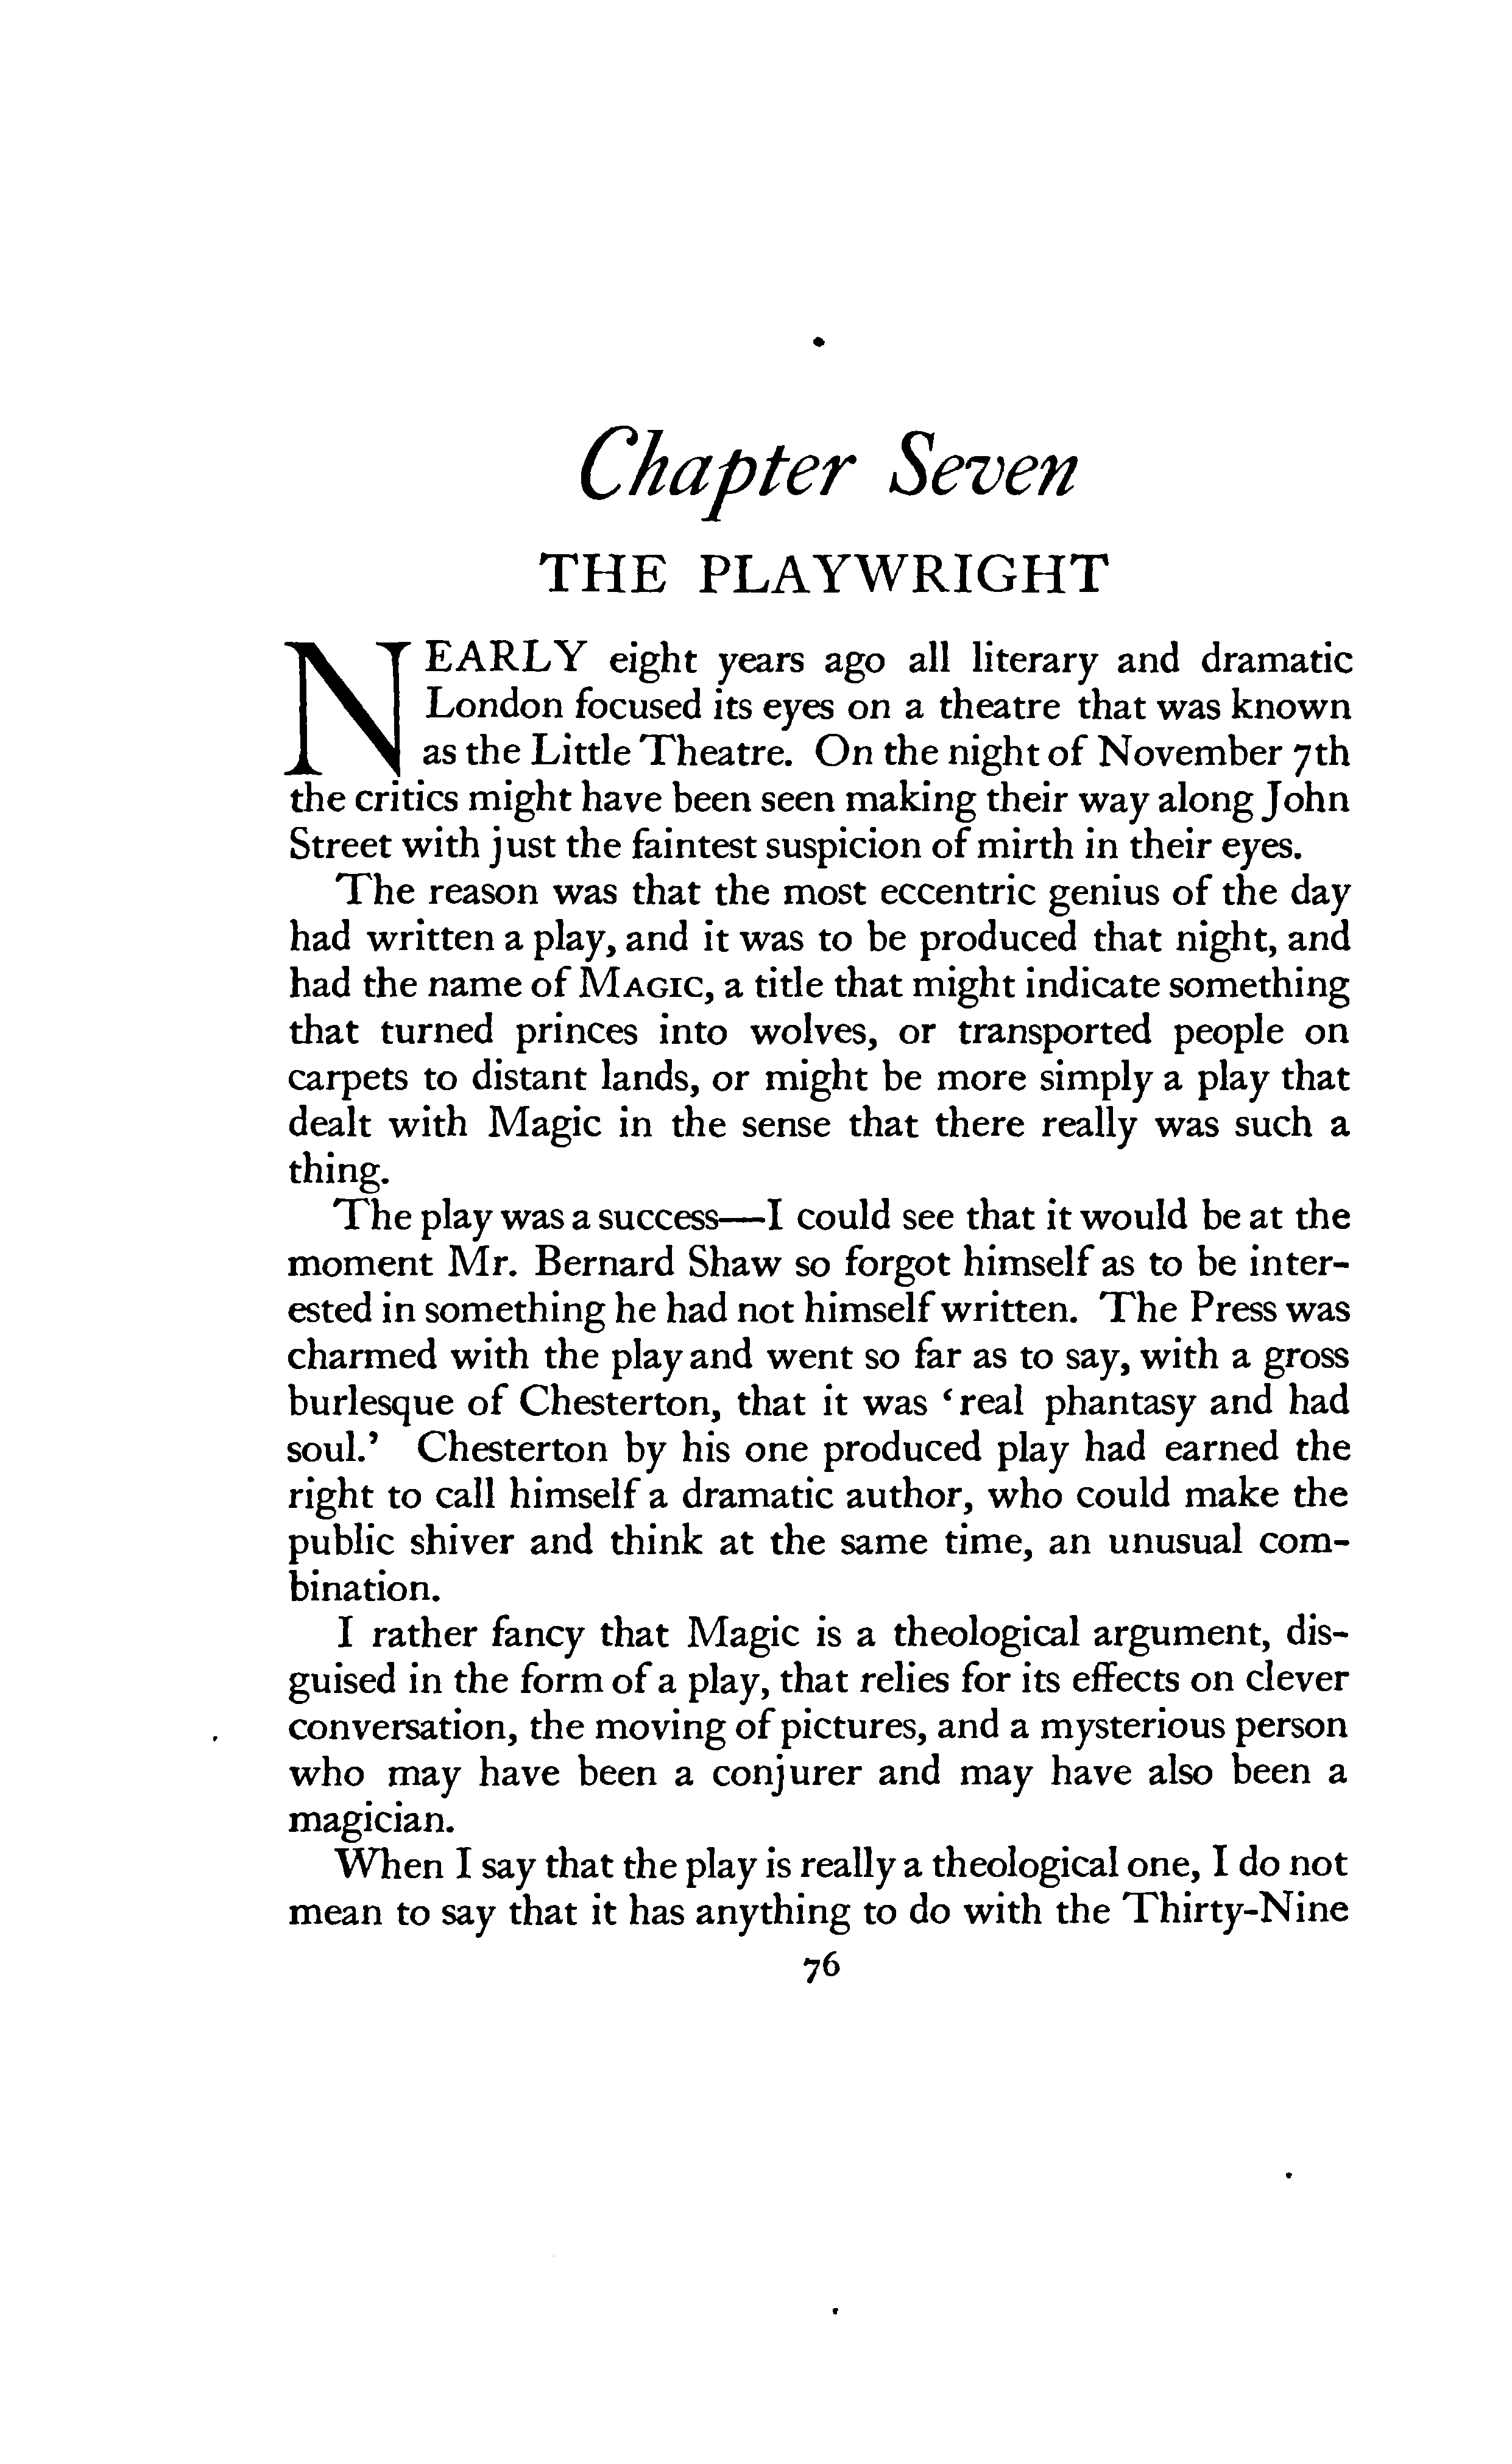 Chapter Seven
THE PLAYWRIGHT
NEARLY eight years ago all literary and dramatic
London focused its eyes on a theatre that was known
as the Little Theatre. On the night of November 7th
the critics might have been seen making their way along John
Street with just the faintest suspicion of mirth in their eyes.
The reason was that the most eccentric genius of the day
had written a play, and it was to be produced that night, and
had the name of MAGIC, a title that might indicate something
that turned princes into wolves, or transported people on
carpets to distant lands, or might be more simply a play that
dealt with Magic in the sense that there really was such a
thing.
The play was a success—I could see that it would be at the
moment Mr. Bernard Shaw so forgot himself as to be inter-
ested in something he had not himself written. The Press was
charmed with the play and went so far as to say, with a gross
burlesque of Chesterton, that it was ‘real phantasy and had
soul.’ Chesterton by his one produced play had earned the
right to call himself a dramatic author, who could make the
public shiver and think at the same time, an unusual com-
bination.
I rather fancy that Magic is a theological argument, dis-
guised in the form of a play, that relies for its effects on clever
conversation, the moving of pictures, and a mysterious person
who may have been a conjurer and may have also been a
magician.
When I say that the play is really a theological one, I do not
mean to say that it has anything to do with the Thirty-Nine
76